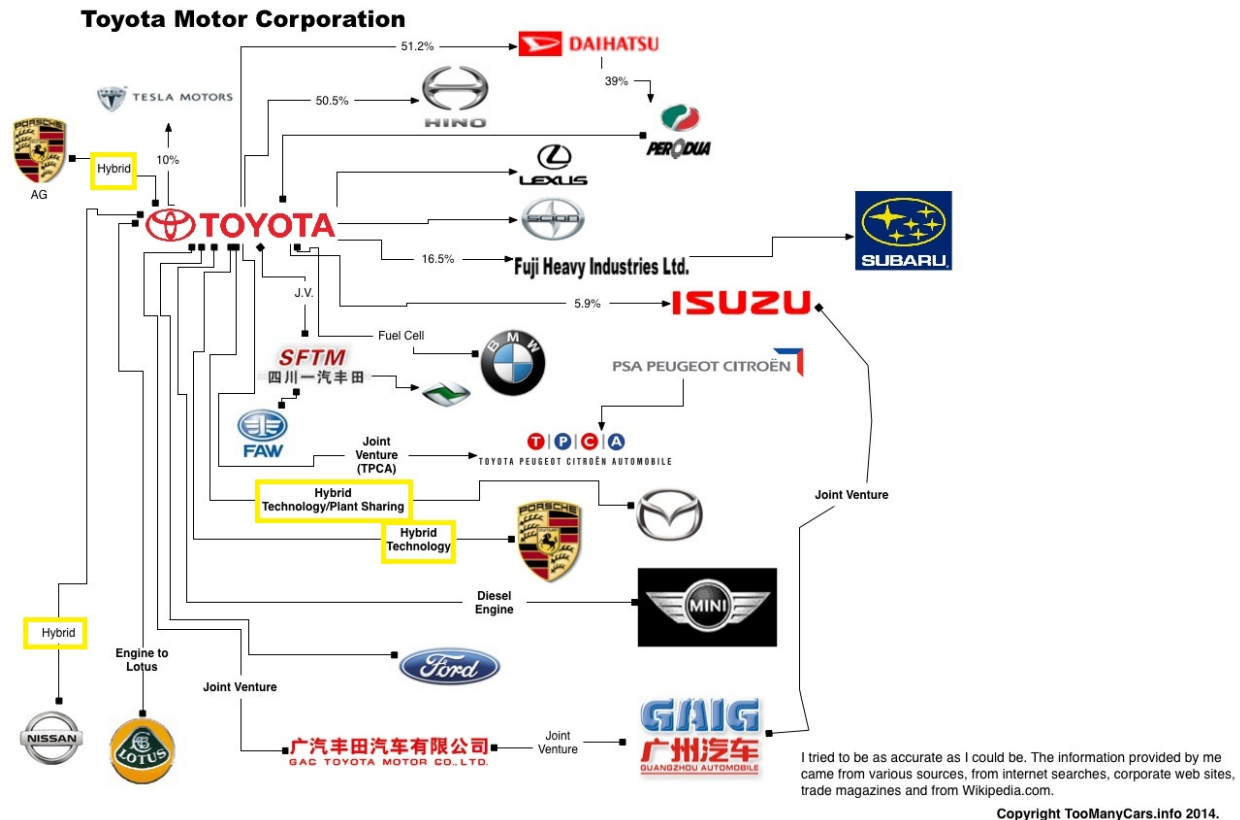 Toyota Motor Corporation
51.2%
DAIHATSU
39%
TESLA MOTORS
50.5%
HINO
PERODUA
PORSCHE
AG
Hybrid
10%
LEXUS
SCION
TOYOTA
16.5%
Fuji Heavy Industries Ltd.
SUBARU
J.V.
5.9%
ISUZU
Fuel Cell
BMW
SFTM
四川一汽丰田
PSA PEUGEOT CITROËN
FAW
Joint
Venture
(TPCA)
T|P|C|A
TOYOTA PEUGEOT CITROËN AUTOMOBILE
Hybrid
Technology/Plant Sharing
Joint Venture
PORSCHE
Hybrid
Technology
Diesel
Engine
MINI
Hybrid
Engine to
Lotus
Ford
Joint Venture
NISSAN
LOTUS
广汽丰田汽车有限公司
GAC TOYOTA MOTOR CO.,LTD.
Joint
Venture
GAIG
广州汽车
GUANGZHOU AUTOMOBILE
I tried to be as accurate as I could be. The information provided by me
came from various sources, from internet searches, corporate web sites,
trade magazines and from Wikipedia.com.
Copyright TooManyCars.info 2014.